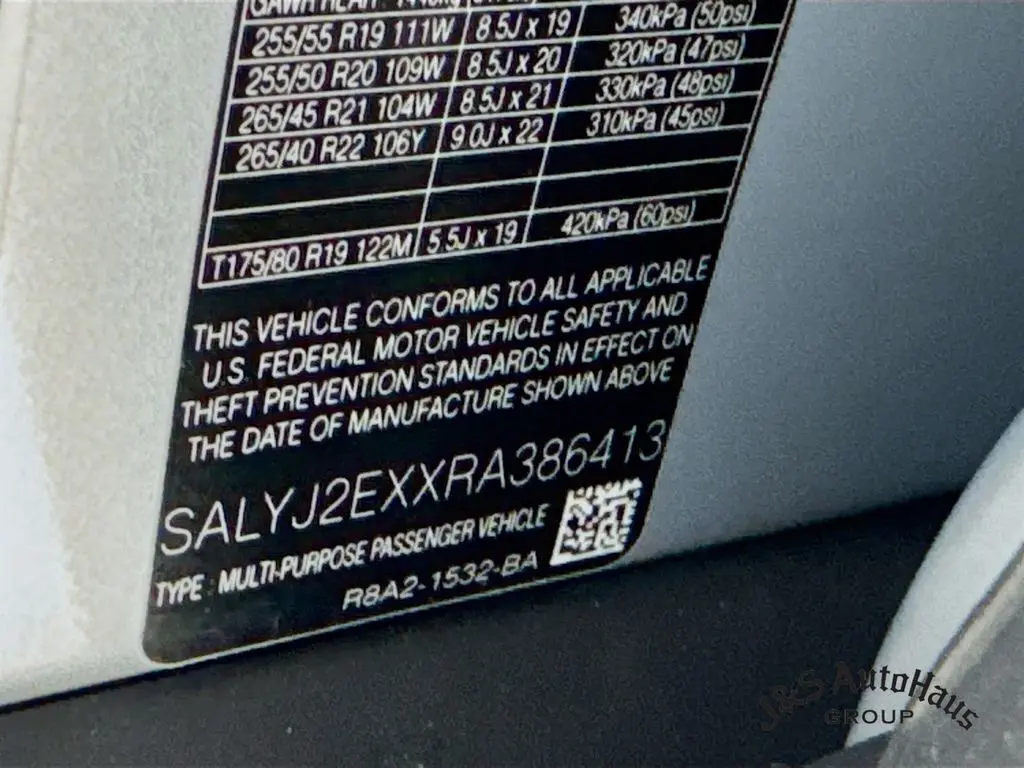 255/55 R19 111W 8.5J x 19 340kPa (50psi)
255/50 R20 109W 8.5J x 20 320kPa (47psi)
265/45 R21 104W 8.5J x 21 330kPa (48psi)
265/40 R22 106Y 9.0J x 22 310kPa (45psi)
T175/80 R19 122M 5.5J x 19 420kPa (60psi)
THIS VEHICLE CONFORMS TO ALL APPLICABLE
U.S. FEDERAL MOTOR VEHICLE SAFETY AND
THEFT PREVENTION STANDARDS IN EFFECT ON
THE DATE OF MANUFACTURE SHOWN ABOVE
SALYJ2EXXRA386413
TYPE : MULTI-PURPOSE PASSENGER VEHICLE
R8A2-1532-BA
J&S AutoHaus
GROUP